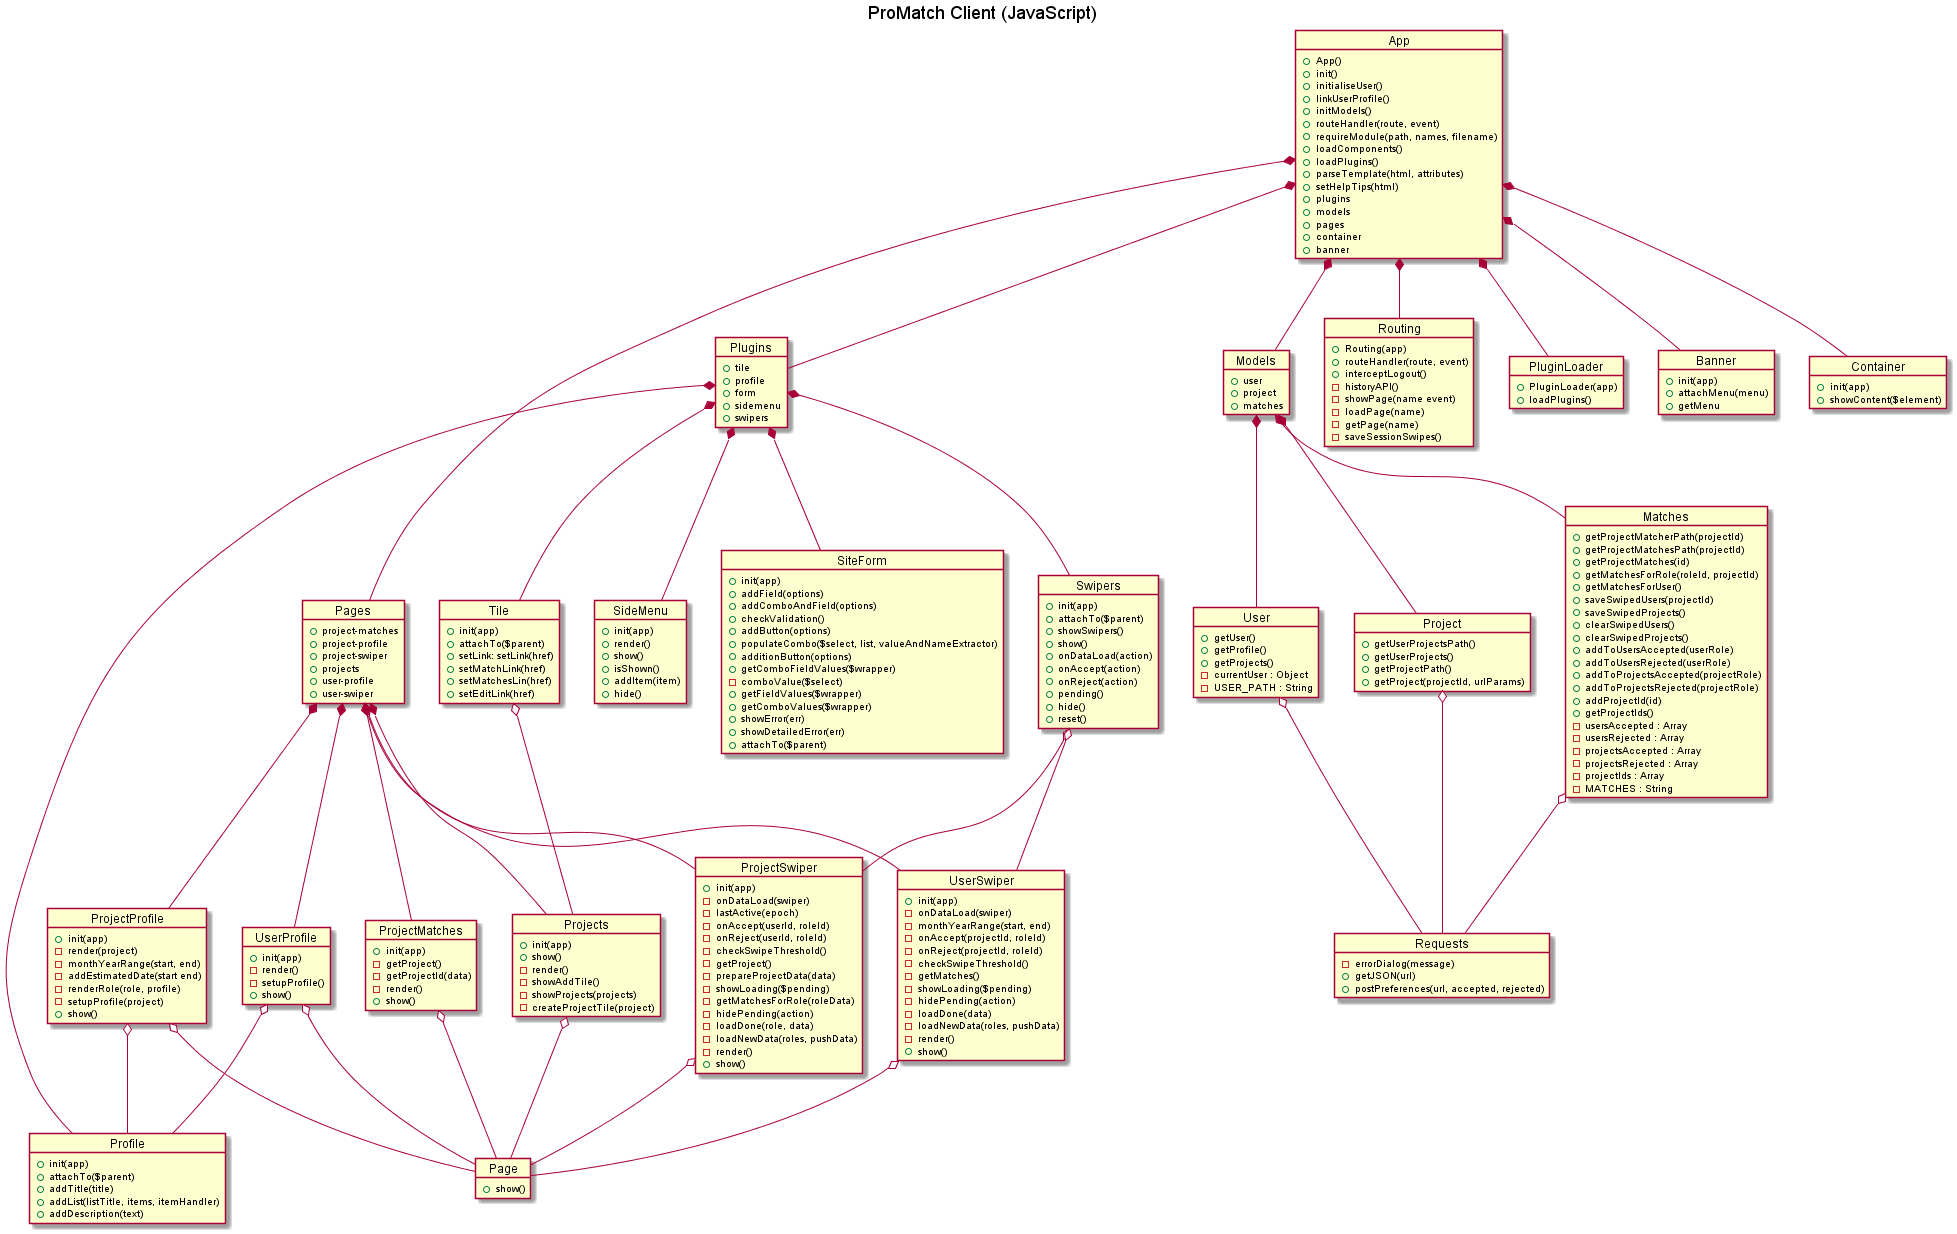 ProMatch Client (JavaScript)
App
App()
init()
initialiseUser()
linkUserProfile()
initModels()
routeHandler(route, event)
requireModule(path, names, filename)
loadComponents()
loadPlugins()
parseTemplate(html, attributes)
setHelpTips(html)
plugins
models
pages
container
banner
Plugins
tile
profile
form
sidemenu
swipers
Models
user
project
matches
Routing
Routing(app)
routeHandler(route, event)
interceptLogout()
historyAPI()
showPage(name event)
loadPage(name)
getPage(name)
saveSessionSwipes()
PluginLoader
PluginLoader(app)
loadPlugins()
Banner
init(app)
attachMenu(menu)
getMenu
Container
init(app)
showContent($element)
Pages
project-matches
project-profile
project-swiper
projects
user-profile
user-swiper
Tile
init(app)
attachTo($parent)
setLink: setLink(href)
setMatchLink(href)
setMatchesLin(href)
setEditLink(href)
SideMenu
init(app)
render()
show()
isShown()
addItem(item)
hide()
SiteForm
init(app)
addField(options)
addComboAndField(options)
checkValidation()
addButton(options)
populateCombo($select, list, valueAndNameExtractor)
additionButton(options)
getComboFieldValues($wrapper)
comboValue($select)
getFieldValues($wrapper)
getComboValues($wrapper)
showError(err)
showDetailedError(err)
attachTo($parent)
Swipers
init(app)
attachTo($parent)
showSwipers()
show()
onDataLoad(action)
onAccept(action)
onReject(action)
pending()
hide()
reset()
User
getUser()
getProfile()
getProjects()
currentUser : Object
USER_PATH : String
Project
getUserProjectsPath()
getUserProjects()
getProjectPath()
getProject(projectId, urlParams)
Matches
getProjectMatcherPath(projectId)
getProjectMatchesPath(projectId)
getProjectMatches(id)
getMatchesForRole(roleId, projectId)
getMatchesForUser()
saveSwipedUsers(projectId)
saveSwipedProjects()
clearSwipedUsers()
clearSwipedProjects()
addToUsersAccepted(userRole)
addToUsersRejected(userRole)
addToProjectsAccepted(projectRole)
addToProjectsRejected(projectRole)
addProjectId(id)
getProjectIds()
usersAccepted : Array
usersRejected : Array
projectsAccepted : Array
projectsRejected : Array
projectIds : Array
MATCHES : String
ProjectProfile
init(app)
render(project)
monthYearRange(start, end)
addEstimatedDate(start end)
renderRole(role, profile)
setupProfile(project)
show()
UserProfile
init(app)
render()
setupProfile()
show()
ProjectMatches
init(app)
getProject()
getProjectId(data)
render()
show()
Projects
init(app)
show()
render()
showAddTile()
showProjects(projects)
createProjectTile(project)
ProjectSwiper
init(app)
onDataLoad(swiper)
lastActive(epoch)
onAccept(userId, roleId)
onReject(userId, roleId)
checkSwipeThreshold()
getProject()
prepareProjectData(data)
showLoading($pending)
getMatchesForRole(roleData)
hidePending(action)
loadDone(role, data)
loadNewData(roles, pushData)
render()
show()
UserSwiper
init(app)
onDataLoad(swiper)
monthYearRange(start, end)
onAccept(projectId, roleId)
onReject(projectId, roleId)
checkSwipeThreshold()
getMatches()
showLoading($pending)
hidePending(action)
loadDone(data)
loadNewData(roles, pushData)
render()
show()
Requests
errorDialog(message)
getJSON(url)
postPreferences(url, accepted, rejected)
Profile
init(app)
attachTo($parent)
addTitle(title)
addList(listTitle, items, itemHandler)
addDescription(text)
Page
show()